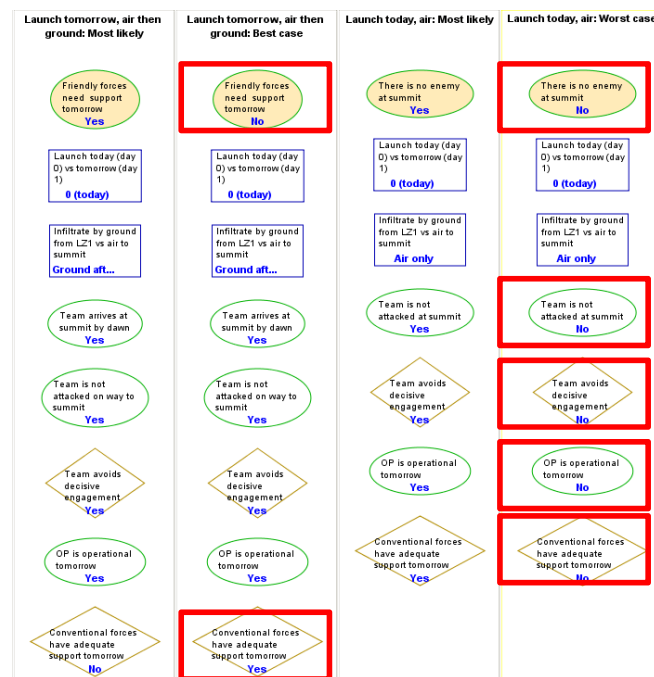 Launch tomorrow, air then
ground: Most likely
Friendly forces
need support
tomorrow
Yes
Launch today (day
0) vs tomorrow (day
1)
0 (today)
Infiltrate by ground
from LZ1 vs air to
summit
Ground aft...
Team arrives at
summit by dawn
Yes
Team is not
attacked on way to
summit
Yes
Team avoids
decisive
engagement
Yes
OP is operational
tomorrow
Yes
Conventional forces
have adequate
support tomorrow
No
Launch tomorrow, air then
ground: Best case
Friendly forces
need support
tomorrow
No
Launch today (day
0) vs tomorrow (day
1)
0 (today)
Infiltrate by ground
from LZ1 vs air to
summit
Ground aft...
Team arrives at
summit by dawn
Yes
Team is not
attacked on way to
summit
Yes
Team avoids
decisive
engagement
Yes
OP is operational
tomorrow
Yes
Conventional forces
have adequate
support tomorrow
Yes
Launch today, air: Most likely
There is no enemy
at summit
Yes
Launch today (day
0) vs tomorrow (day
1)
0 (today)
Infiltrate by ground
from LZ1 vs air to
summit
Air only
Team is not
attacked at summit
Yes
Team avoids
decisive
engagement
Yes
OP is operational
tomorrow
Yes
Conventional forces
have adequate
support tomorrow
Yes
Launch today, air: Worst case
There is no enemy
at summit
No
Launch today (day
0) vs tomorrow (day
1)
0 (today)
Infiltrate by ground
from LZ1 vs air to
summit
Air only
Team is not
attacked at summit
No
Team avoids
decisive
engagement
No
OP is operational
tomorrow
No
Conventional forces
have adequate
support tomorrow
No